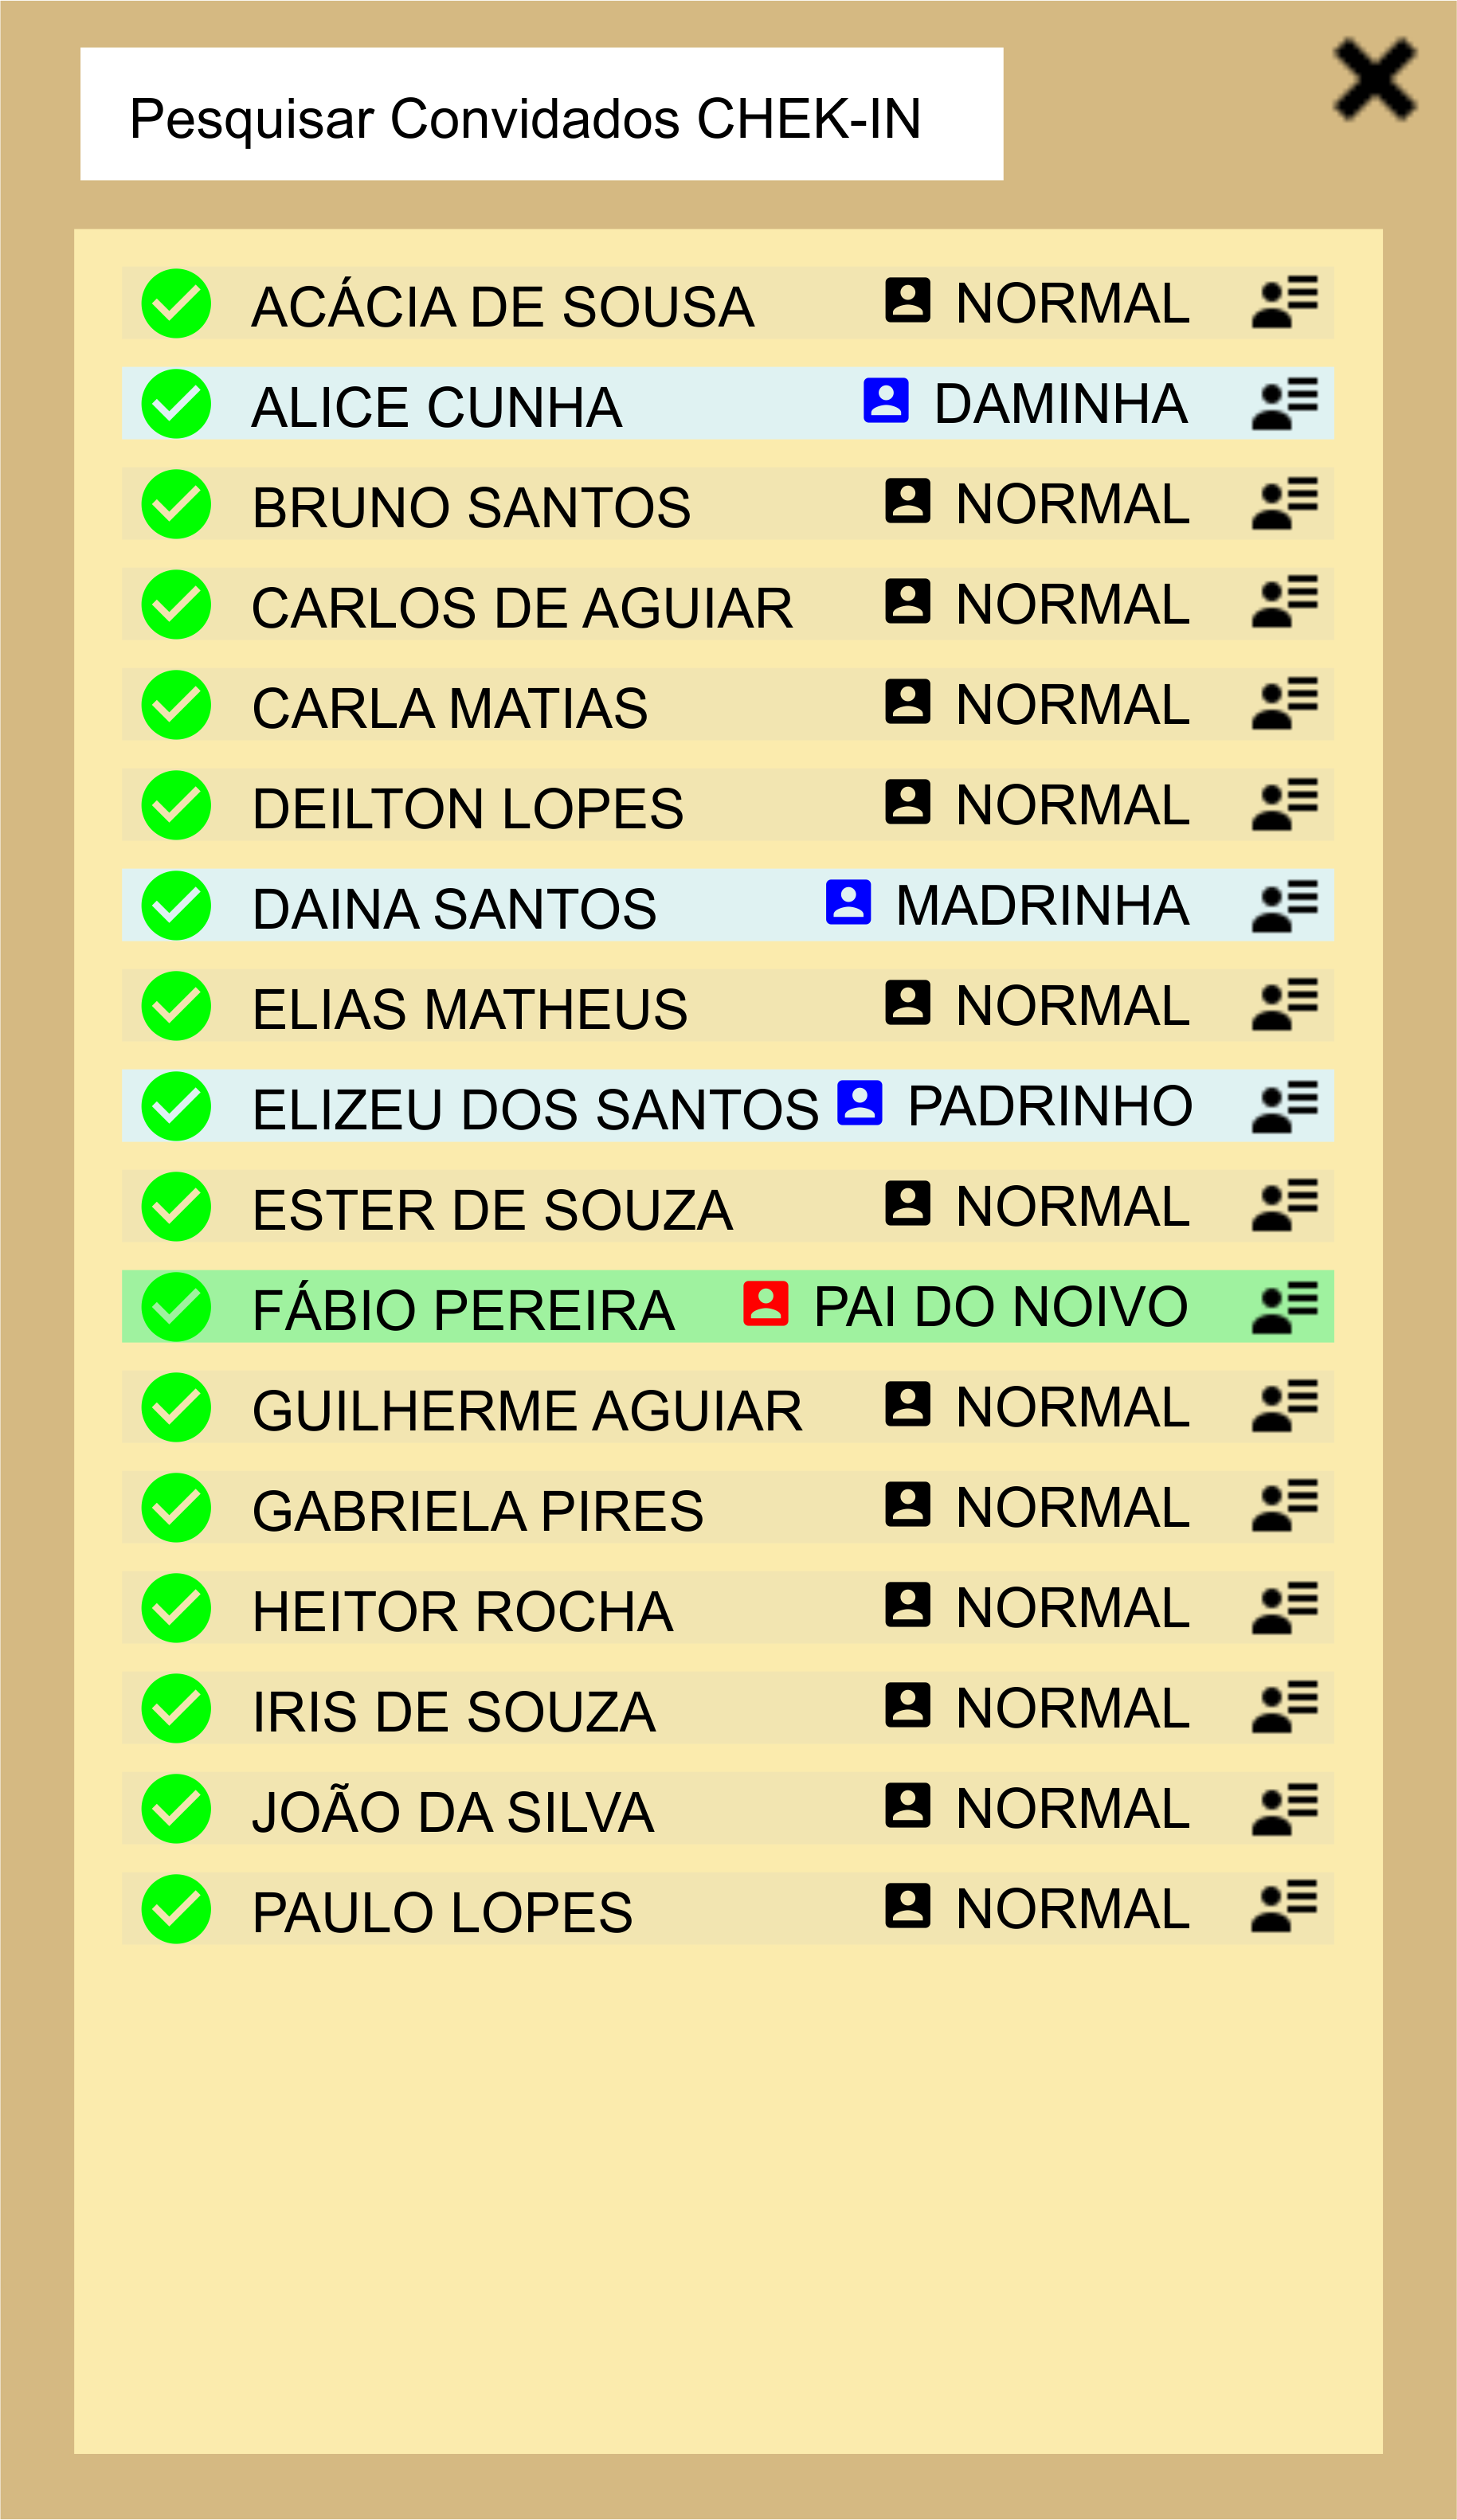 Pesquisar Convidados CHEK-IN
ACÁCIA DE SOUSA NORMAL
ALICE CUNHA DAMINHA
BRUNO SANTOS NORMAL
CARLOS DE AGUIAR NORMAL
CARLA MATIAS NORMAL
DEILTON LOPES NORMAL
DAINA SANTOS MADRINHA
ELIAS MATHEUS NORMAL
ELIZEU DOS SANTOS PADRINHO
ESTER DE SOUZA NORMAL
FÁBIO PEREIRA PAI DO NOIVO
GUILHERME AGUIAR NORMAL
GABRIELA PIRES NORMAL
HEITOR ROCHA NORMAL
IRIS DE SOUZA NORMAL
JOÃO DA SILVA NORMAL
PAULO LOPES NORMAL